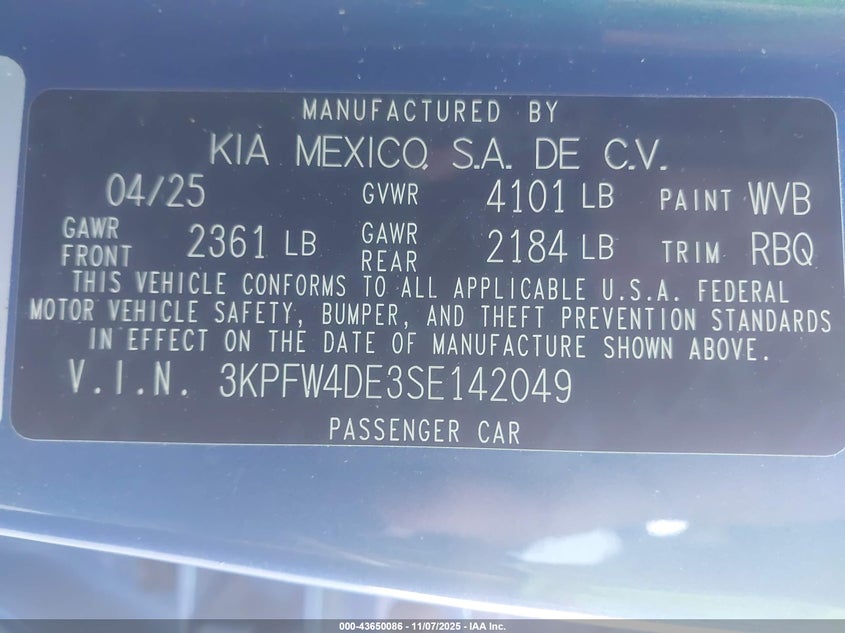 MANUFACTURED BY
KIA MEXICO, S.A. DE C.V.
04/25 GVWR 4101 LB PAINT WVB
GAWR FRONT 2361 LB GAWR REAR 2184 LB TRIM RBQ
THIS VEHICLE CONFORMS TO ALL APPLICABLE U.S.A. FEDERAL
MOTOR VEHICLE SAFETY, BUMPER, AND THEFT PREVENTION STANDARDS
IN EFFECT ON THE DATE OF MANUFACTURE SHOWN ABOVE.
V.I.N. 3KPFW4DE3SE142049
PASSENGER CAR
000-43650086 - 11/07/2025 - IAA Inc.